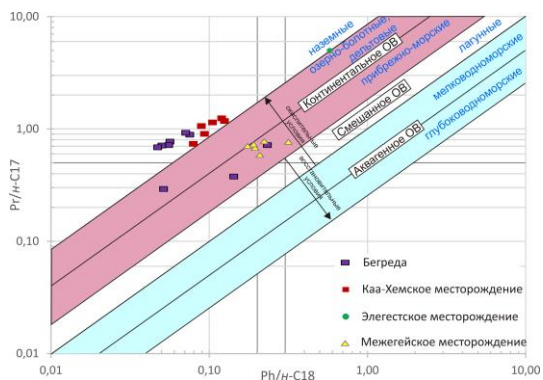 10,00
1,00
0,10
0,01
Pr/н-C17
наземные
озерно-болотные,
дельтовые
Континентальное ОВ
прибрежно-морские
лагунные
Смешанное ОВ
мелководноморские
Аквагенное ОВ
глубоководноморские
окислительные
условия
восстановительные
условия
Бегреда
Каа-Хемское месторождение
Элегестское месторождение
Межегейское месторождение
0,01
0,10
1,00
10,00
Ph/н-C18